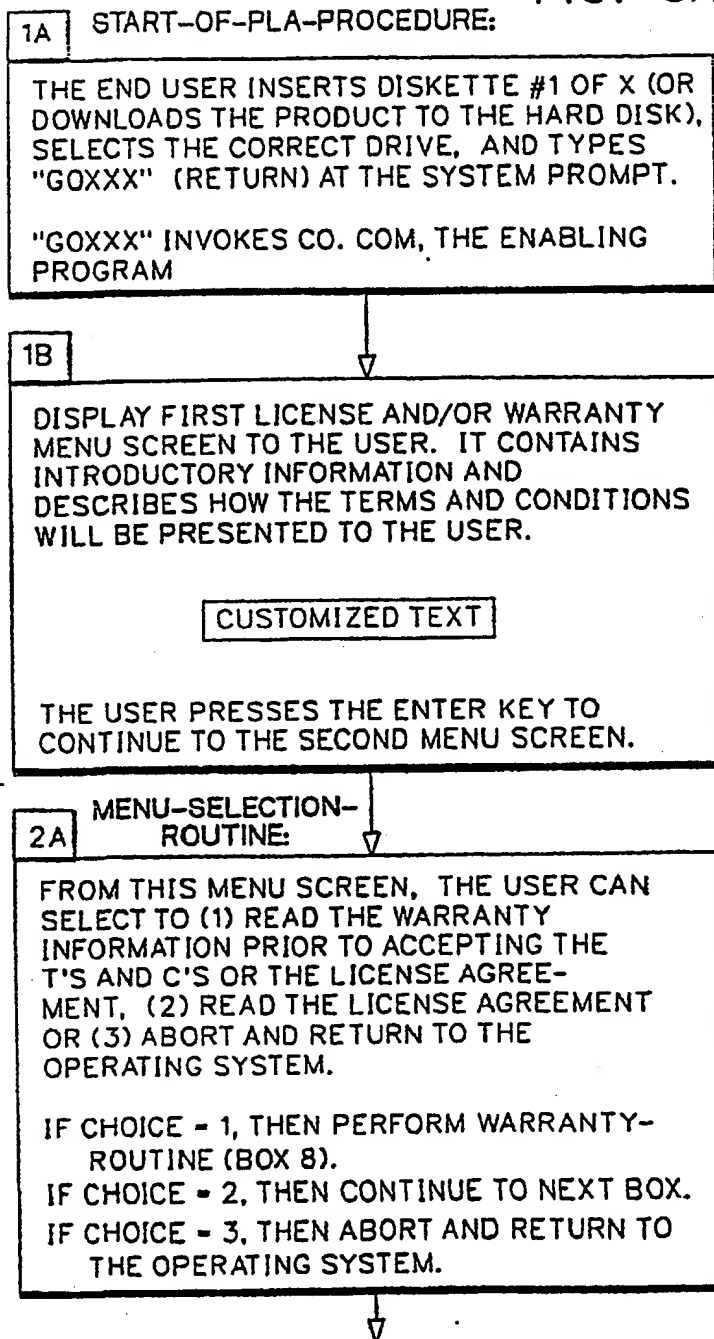 1A START-OF-PLA-PROCEDURE:
THE END USER INSERTS DISKETTE #1 OF X (OR
DOWNLOADS THE PRODUCT TO THE HARD DISK),
SELECTS THE CORRECT DRIVE, AND TYPES
"GOXXX" (RETURN) AT THE SYSTEM PROMPT.
"GOXXX" INVOKES CO. COM, THE ENABLING
PROGRAM
1B
DISPLAY FIRST LICENSE AND/OR WARRANTY
MENU SCREEN TO THE USER. IT CONTAINS
INTRODUCTORY INFORMATION AND
DESCRIBES HOW THE TERMS AND CONDITIONS
WILL BE PRESENTED TO THE USER.
CUSTOMIZED TEXT
THE USER PRESSES THE ENTER KEY TO
CONTINUE TO THE SECOND MENU SCREEN.
MENU-SELECTION-
2A ROUTINE:
FROM THIS MENU SCREEN, THE USER CAN
SELECT TO (1) READ THE WARRANTY
INFORMATION PRIOR TO ACCEPTING THE
T'S AND C'S OR THE LICENSE AGREE-
MENT, (2) READ THE LICENSE AGREEMENT
OR (3) ABORT AND RETURN TO THE
OPERATING SYSTEM.
IF CHOICE = 1, THEN PERFORM WARRANTY-
ROUTINE (BOX 8).
IF CHOICE = 2, THEN CONTINUE TO NEXT BOX.
IF CHOICE = 3, THEN ABORT AND RETURN TO
THE OPERATING SYSTEM.